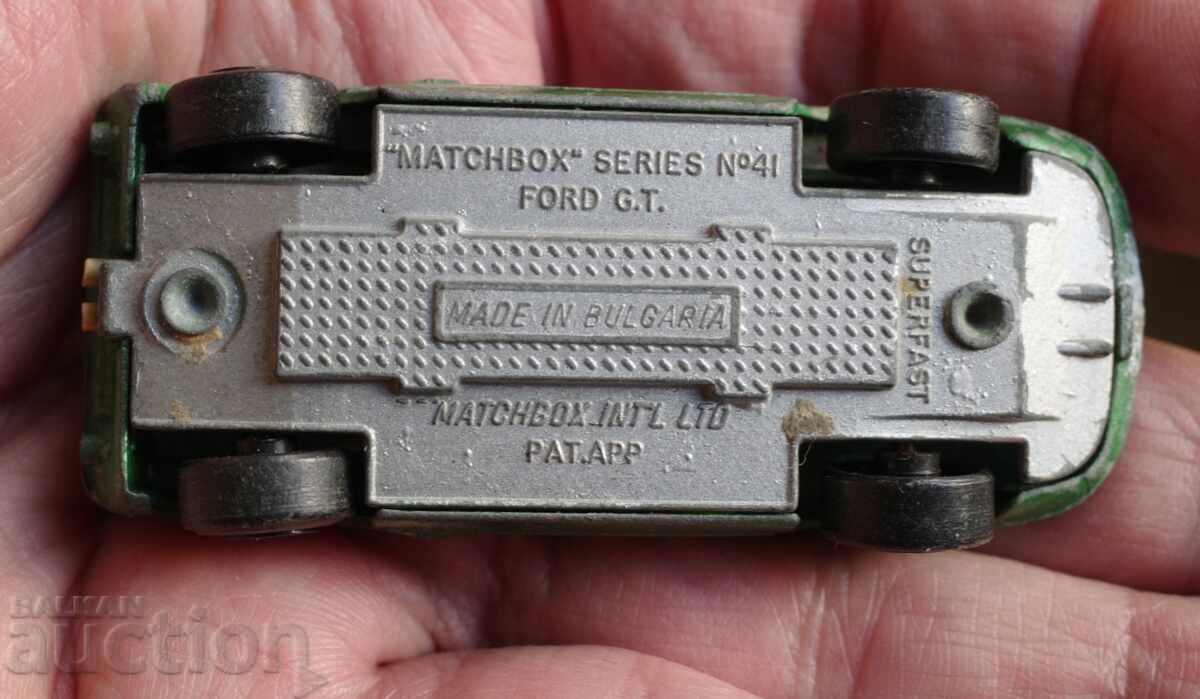 "MATCHBOX" SERIES Nº41
FORD G.T.
MADE IN BULGARIA
SUPERFAST
MATCHBOX INT'L LTD
PAT.APP
BALKAN
auction